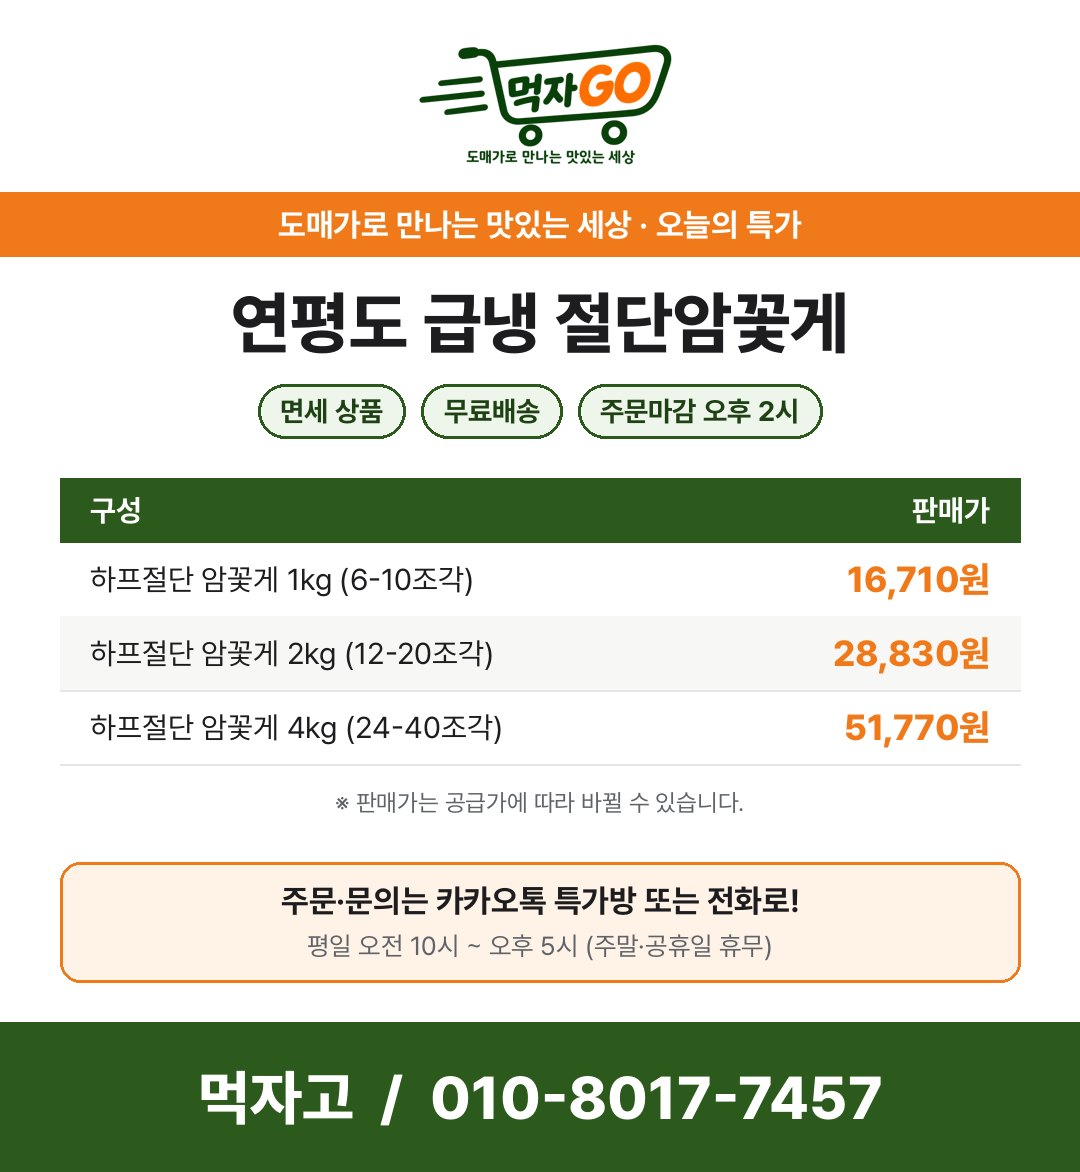 먹자GO
도매가로 만나는 맛있는 세상
도매가로 만나는 맛있는 세상 · 오늘의 특가
연평도 급냉 절단암꽃게
면세 상품 무료배송 주문마감 오후 2시
구성 판매가
하프절단 암꽃게 1kg (6-10조각) 16,710원
하프절단 암꽃게 2kg (12-20조각) 28,830원
하프절단 암꽃게 4kg (24-40조각) 51,770원
※ 판매가는 공급가에 따라 바뀔 수 있습니다.
주문·문의는 카카오톡 특가방 또는 전화로!
평일 오전 10시 ~ 오후 5시 (주말·공휴일 휴무)
먹자고 / 010-8017-7457